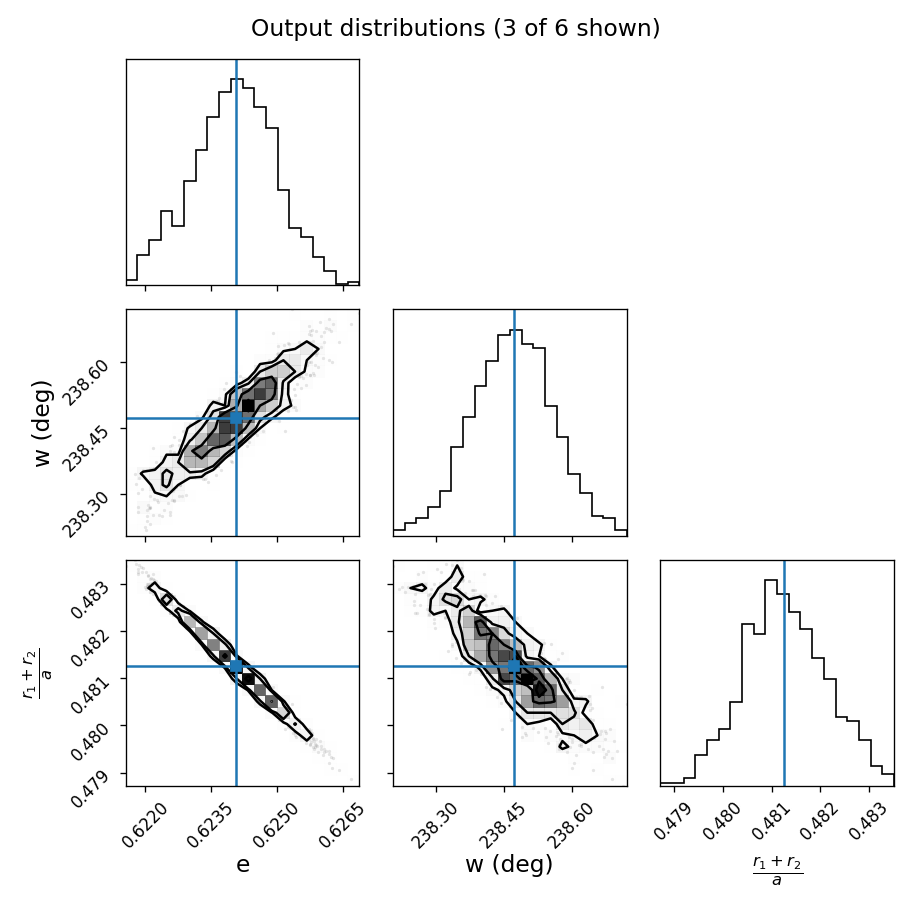 Output distributions (3 of 6 shown)
w (deg)
238.60
238.45
238.30
r₁ + r₂
a
0.483
0.482
0.481
0.480
0.479
0.6220
0.6235
0.6250
0.6265
e
238.30
238.45
238.60
w (deg)
0.479
0.480
0.481
0.482
0.483
r₁ + r₂
a